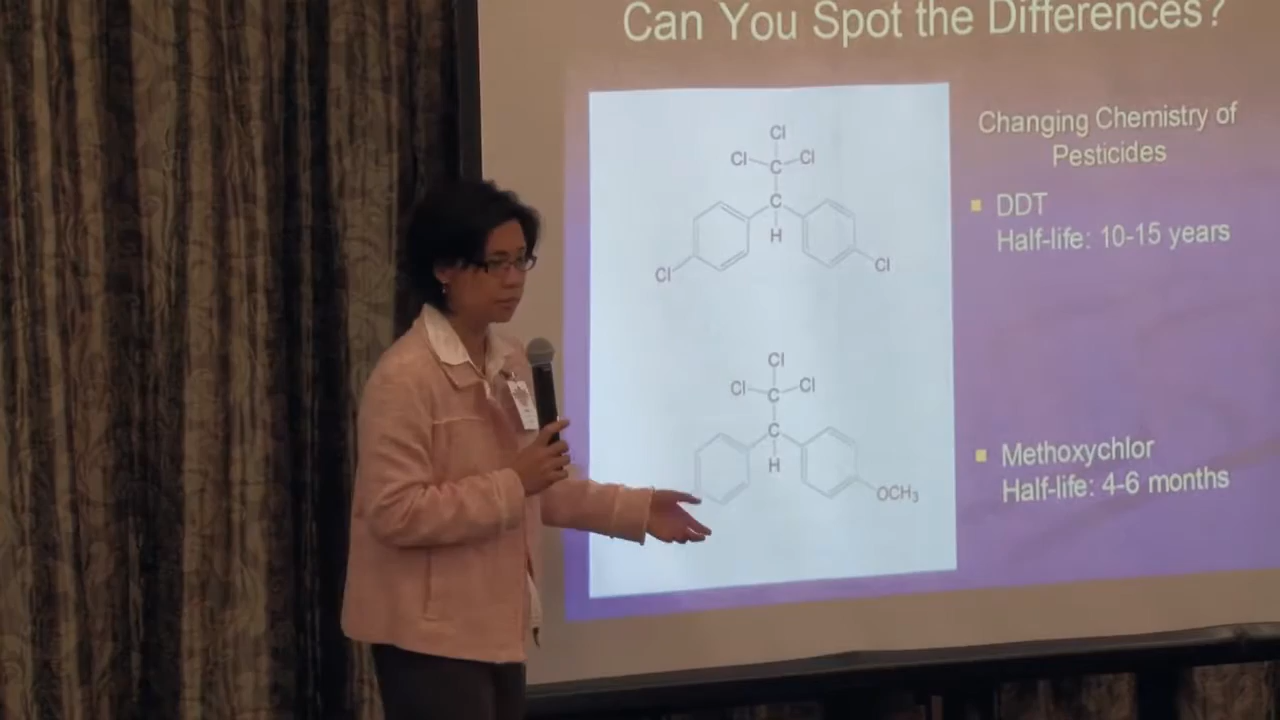 Can You Spot the Differences?
Changing Chemistry of
Pesticides
DDT
Half-life: 10-15 years
Cl
Cl C Cl
C
H
Cl Cl
Methoxychlor
Half-life: 4-6 months
Cl
Cl C Cl
C
H
OCH₃